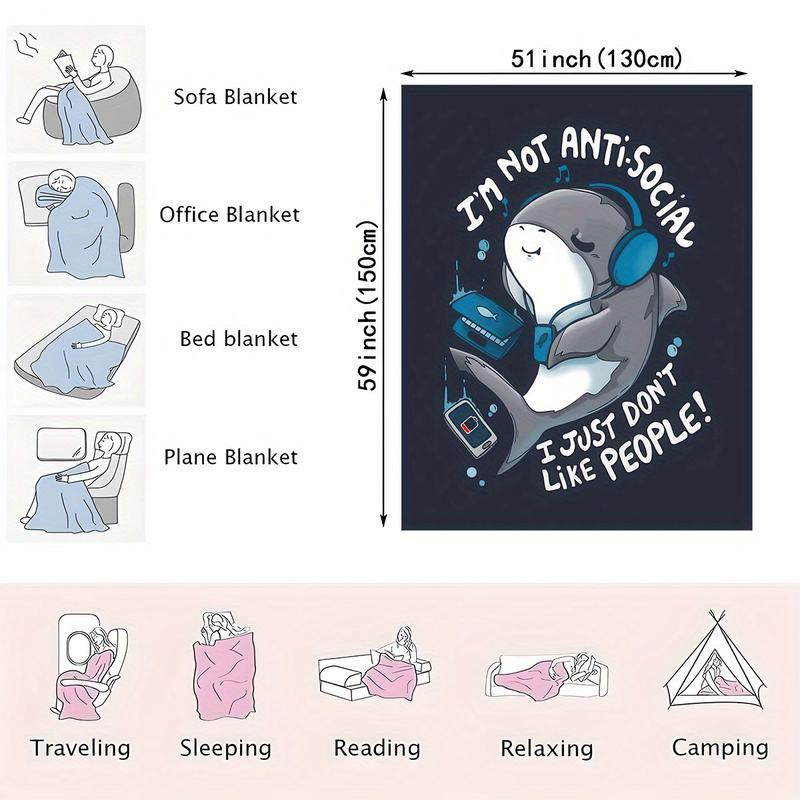 51inch(130cm)
Sofa Blanket
Office Blanket
Bed blanket
Plane Blanket
59inch(150cm)
I'M NOT ANTI-SOCIAL
I JUST DON'T
LIKE PEOPLE!
Traveling
Sleeping
Reading
Relaxing
Camping